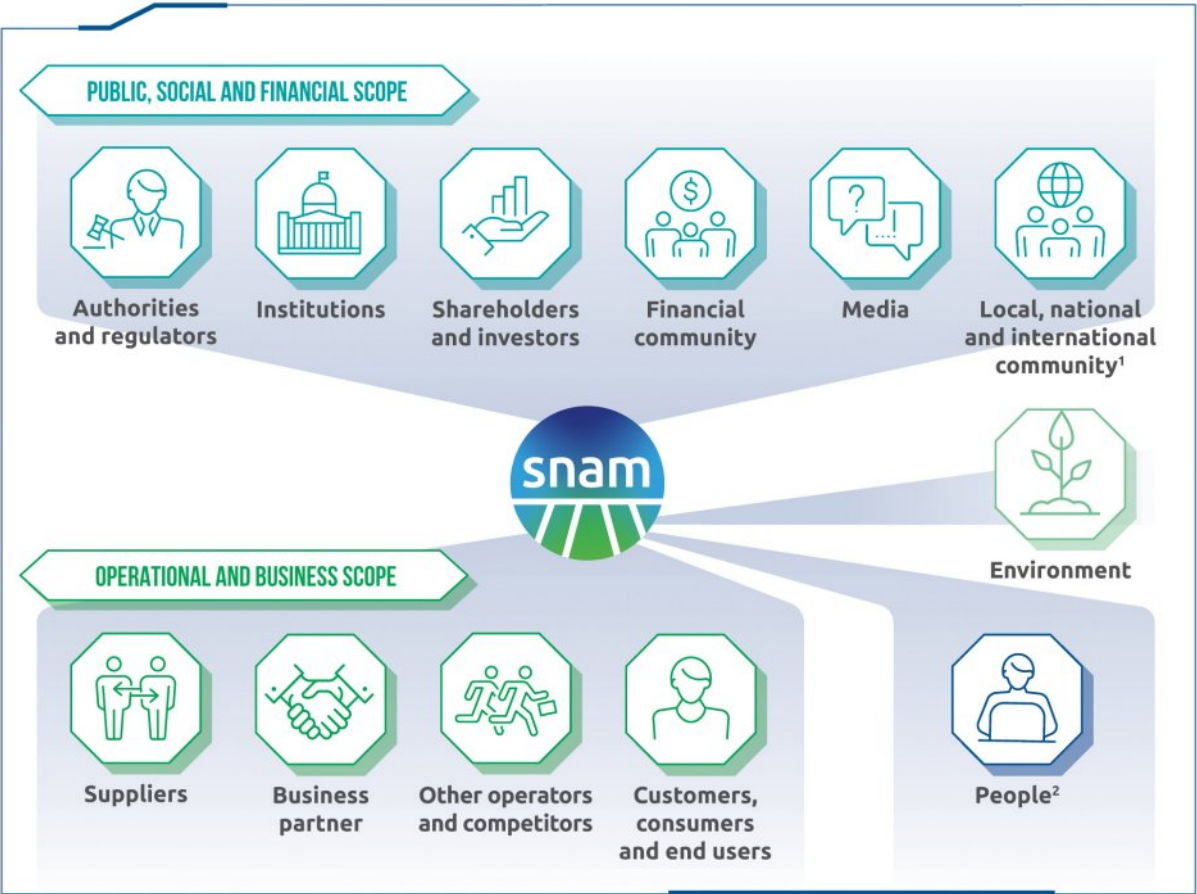 PUBLIC, SOCIAL AND FINANCIAL SCOPE
Authorities
and regulators
Institutions
Shareholders
and investors
Financial
community
Media
Local, national
and international
community¹
snam
Environment
OPERATIONAL AND BUSINESS SCOPE
Suppliers
Business
partner
Other operators
and competitors
Customers,
consumers
and end users
People²